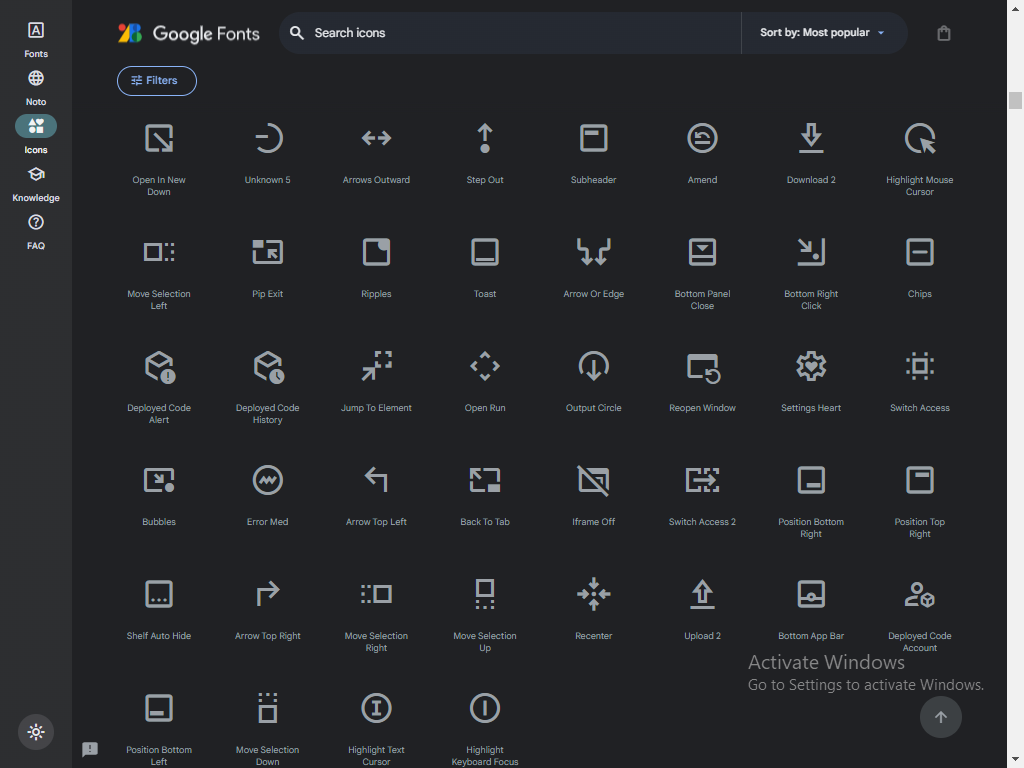 Fonts
Noto
Icons
Knowledge
FAQ
Google Fonts
Search icons
Sort by: Most popular
Filters
Open In New
Down
Unknown 5
Arrows Outward
Step Out
Subheader
Amend
Download 2
Highlight Mouse
Cursor
Move Selection
Left
Pip Exit
Ripples
Toast
Arrow Or Edge
Bottom Panel
Close
Bottom Right
Click
Chips
Deployed Code
Alert
Deployed Code
History
Jump To Element
Open Run
Output Circle
Reopen Window
Settings Heart
Switch Access
Bubbles
Error Med
Arrow Top Left
Back To Tab
Iframe Off
Switch Access 2
Position Bottom
Right
Position Top
Right
Shelf Auto Hide
Arrow Top Right
Move Selection
Right
Move Selection
Up
Recenter
Upload 2
Bottom App Bar
Deployed Code
Account
Position Bottom
Left
Move Selection
Down
Highlight Text
Cursor
Highlight
Keyboard Focus
Activate Windows
Go to Settings to activate Windows.